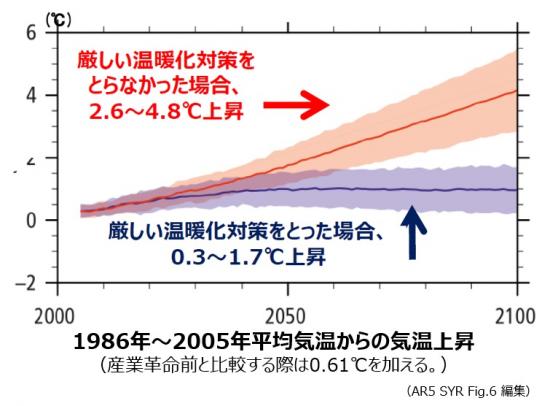 (℃)
6
4
2
0
−2
厳しい温暖化対策を
とらなかった場合、
2.6～4.8℃上昇
厳しい温暖化対策をとった場合、
0.3～1.7℃上昇
2000
2050
2100
1986年～2005年平均気温からの気温上昇
（産業革命前と比較する際は0.61℃を加える。）
（AR5 SYR Fig.6 編集）